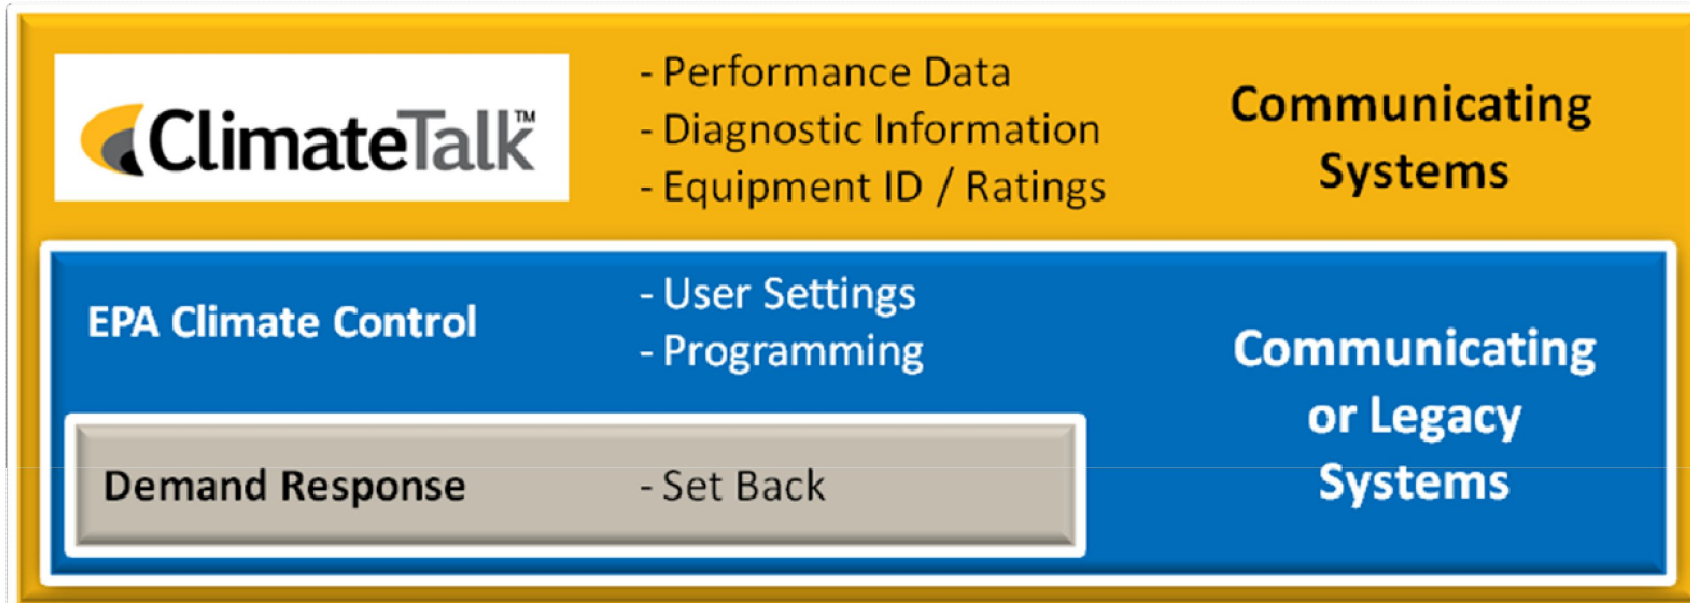 ClimateTalk™
- Performance Data
- Diagnostic Information
- Equipment ID / Ratings
Communicating
Systems
EPA Climate Control
- User Settings
- Programming
Communicating
or Legacy
Systems
Demand Response
- Set Back